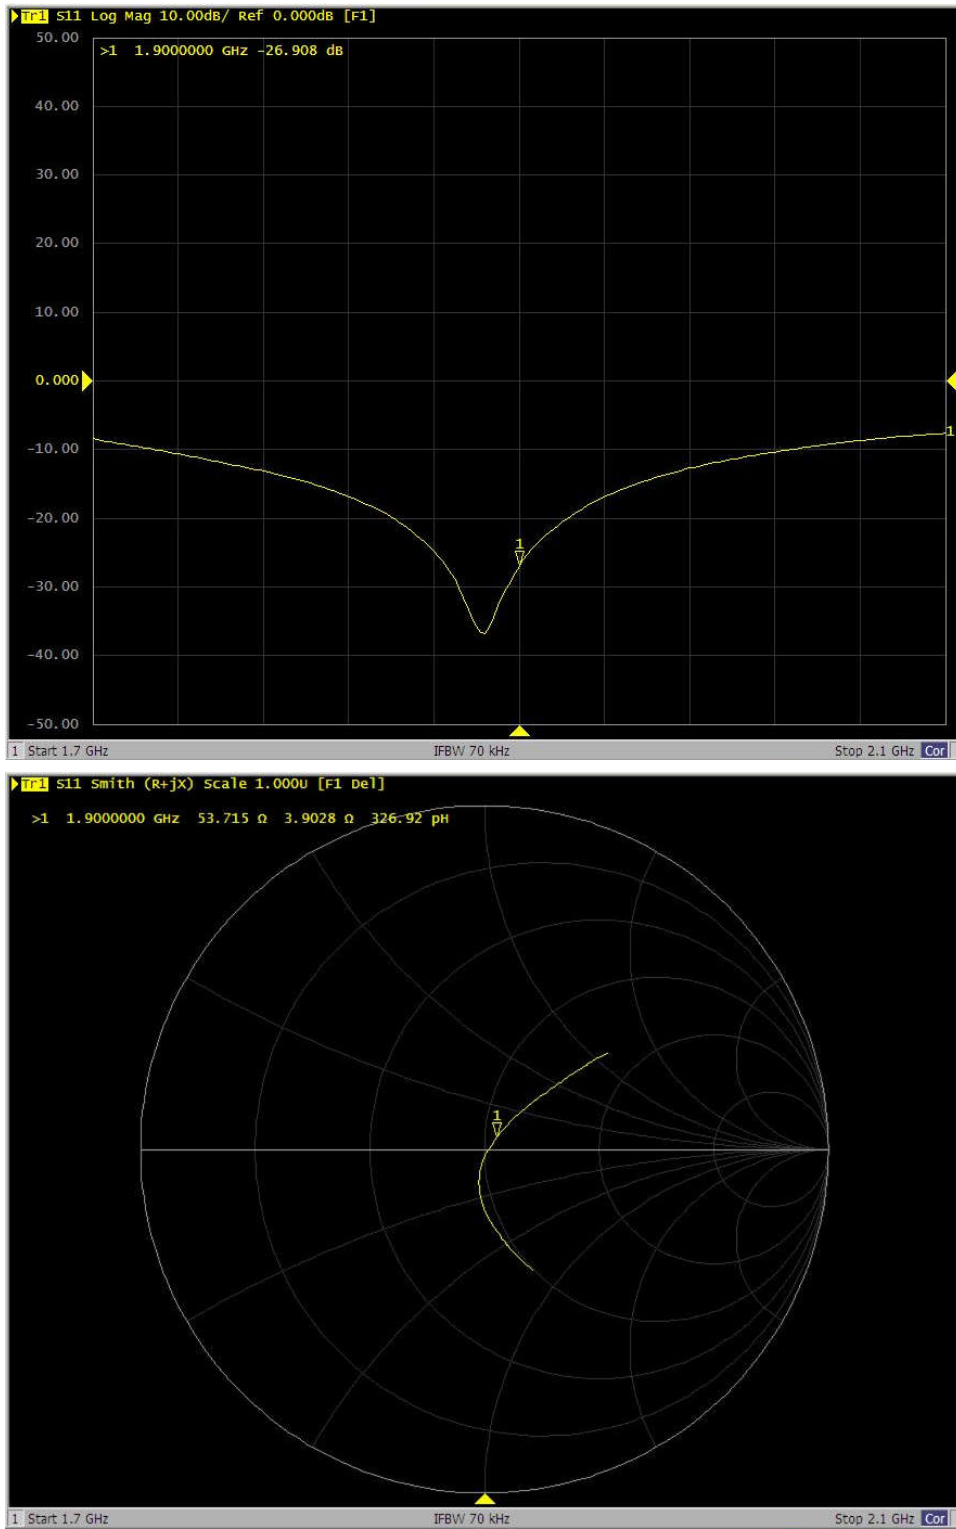 Tr1 S11 Log Mag 10.00dB/ Ref 0.000dB [F1]
50.00
>1 1.9000000 GHz -26.908 dB
40.00
30.00
20.00
10.00
0.000
-10.00
1
-20.00
1
-30.00
-40.00
-50.00
1 Start 1.7 GHz IFBW 70 kHz Stop 2.1 GHz Cor
Tr1 S11 Smith (R+jX) Scale 1.000U [F1 Del]
>1 1.9000000 GHz 53.715 Ω 3.9028 Ω 326.92 pH
1
1 Start 1.7 GHz IFBW 70 kHz Stop 2.1 GHz Cor